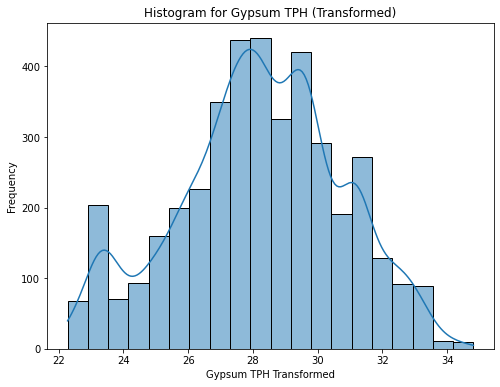 Histogram for Gypsum TPH (Transformed)
Frequency
400
300
200
100
0
22 24 26 28 30 32 34
Gypsum TPH Transformed